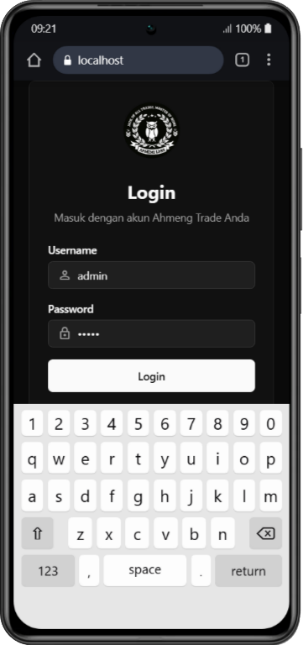 09:21
100%
localhost
1
Login
Masuk dengan akun Ahmeng Trade Anda
Username
admin
Password
•••••
Login
1 2 3 4 5 6 7 8 9 0
q w e r t y u i o p
a s d f g h j k l m
z x c v b n
123 , space . return